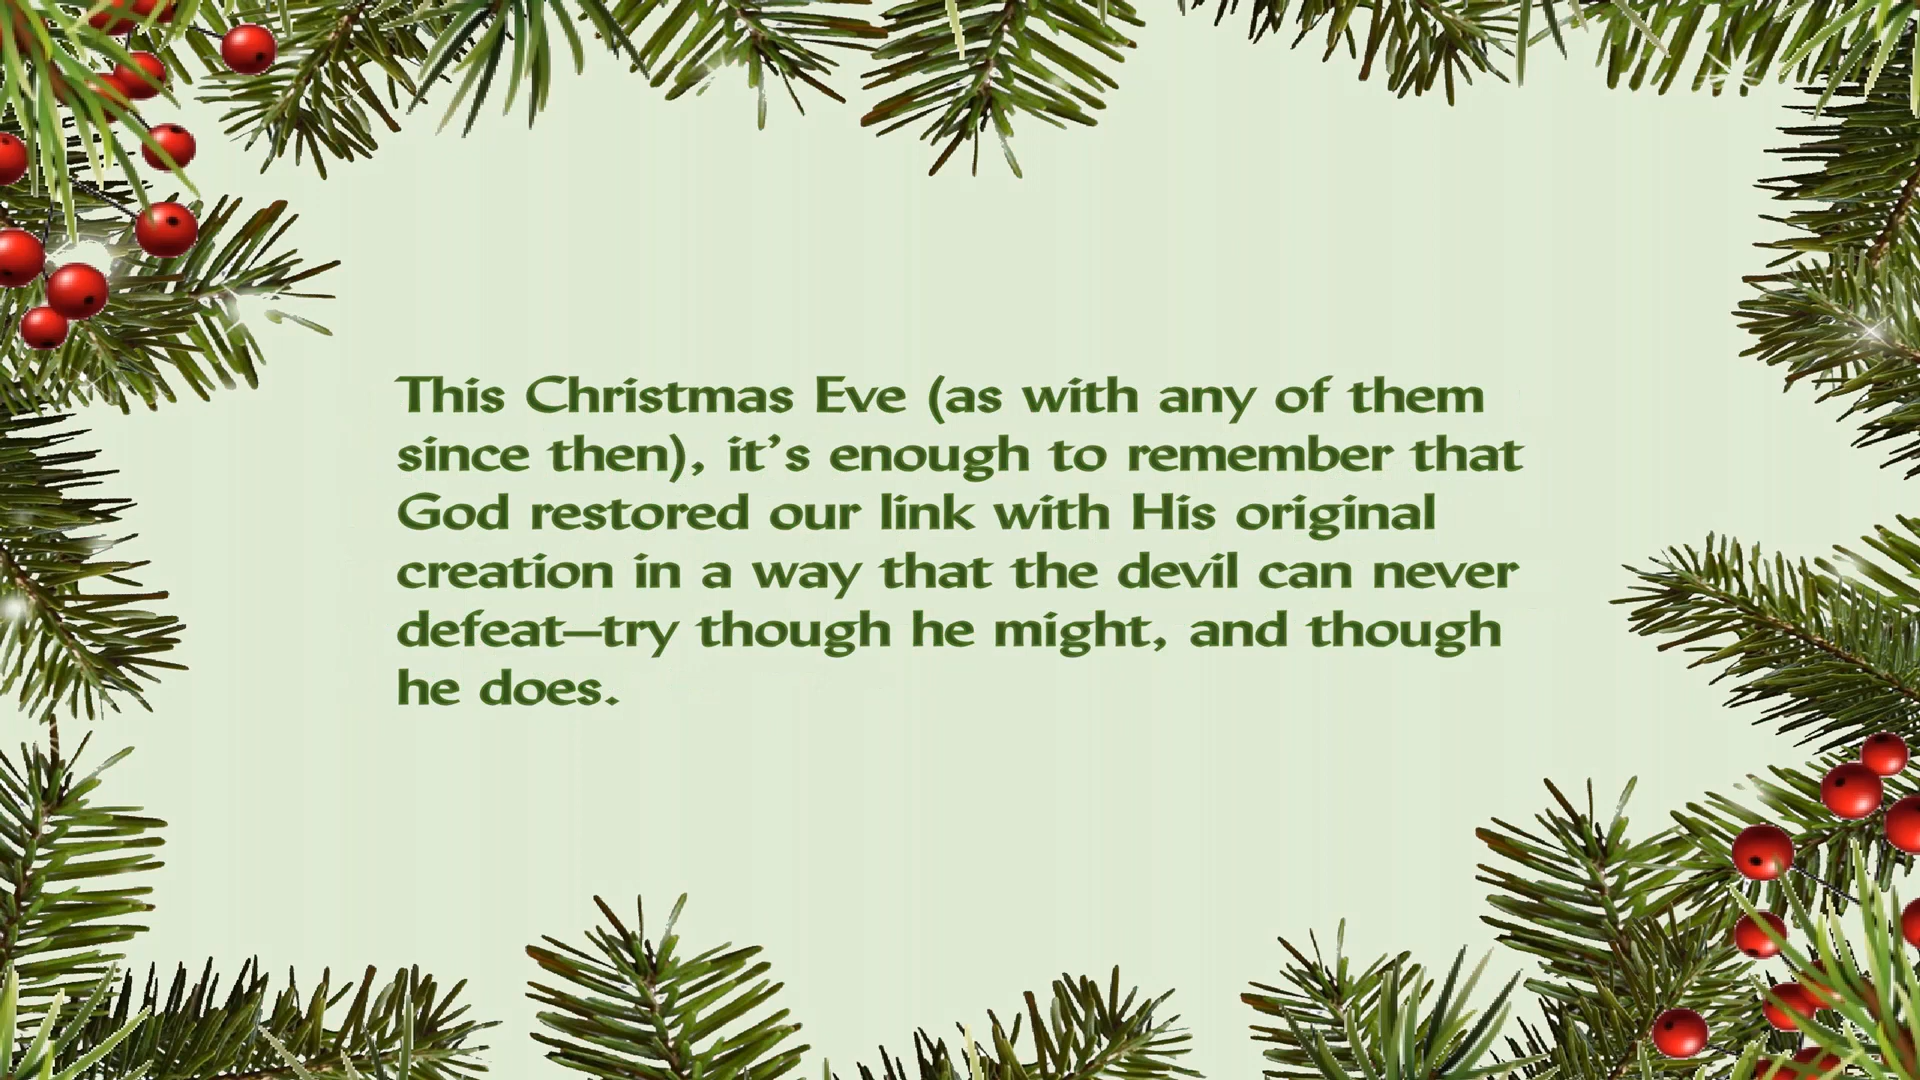 This Christmas Eve (as with any of them
since then), it’s enough to remember that
God restored our link with His original
creation in a way that the devil can never
defeat—try though he might, and though
he does.